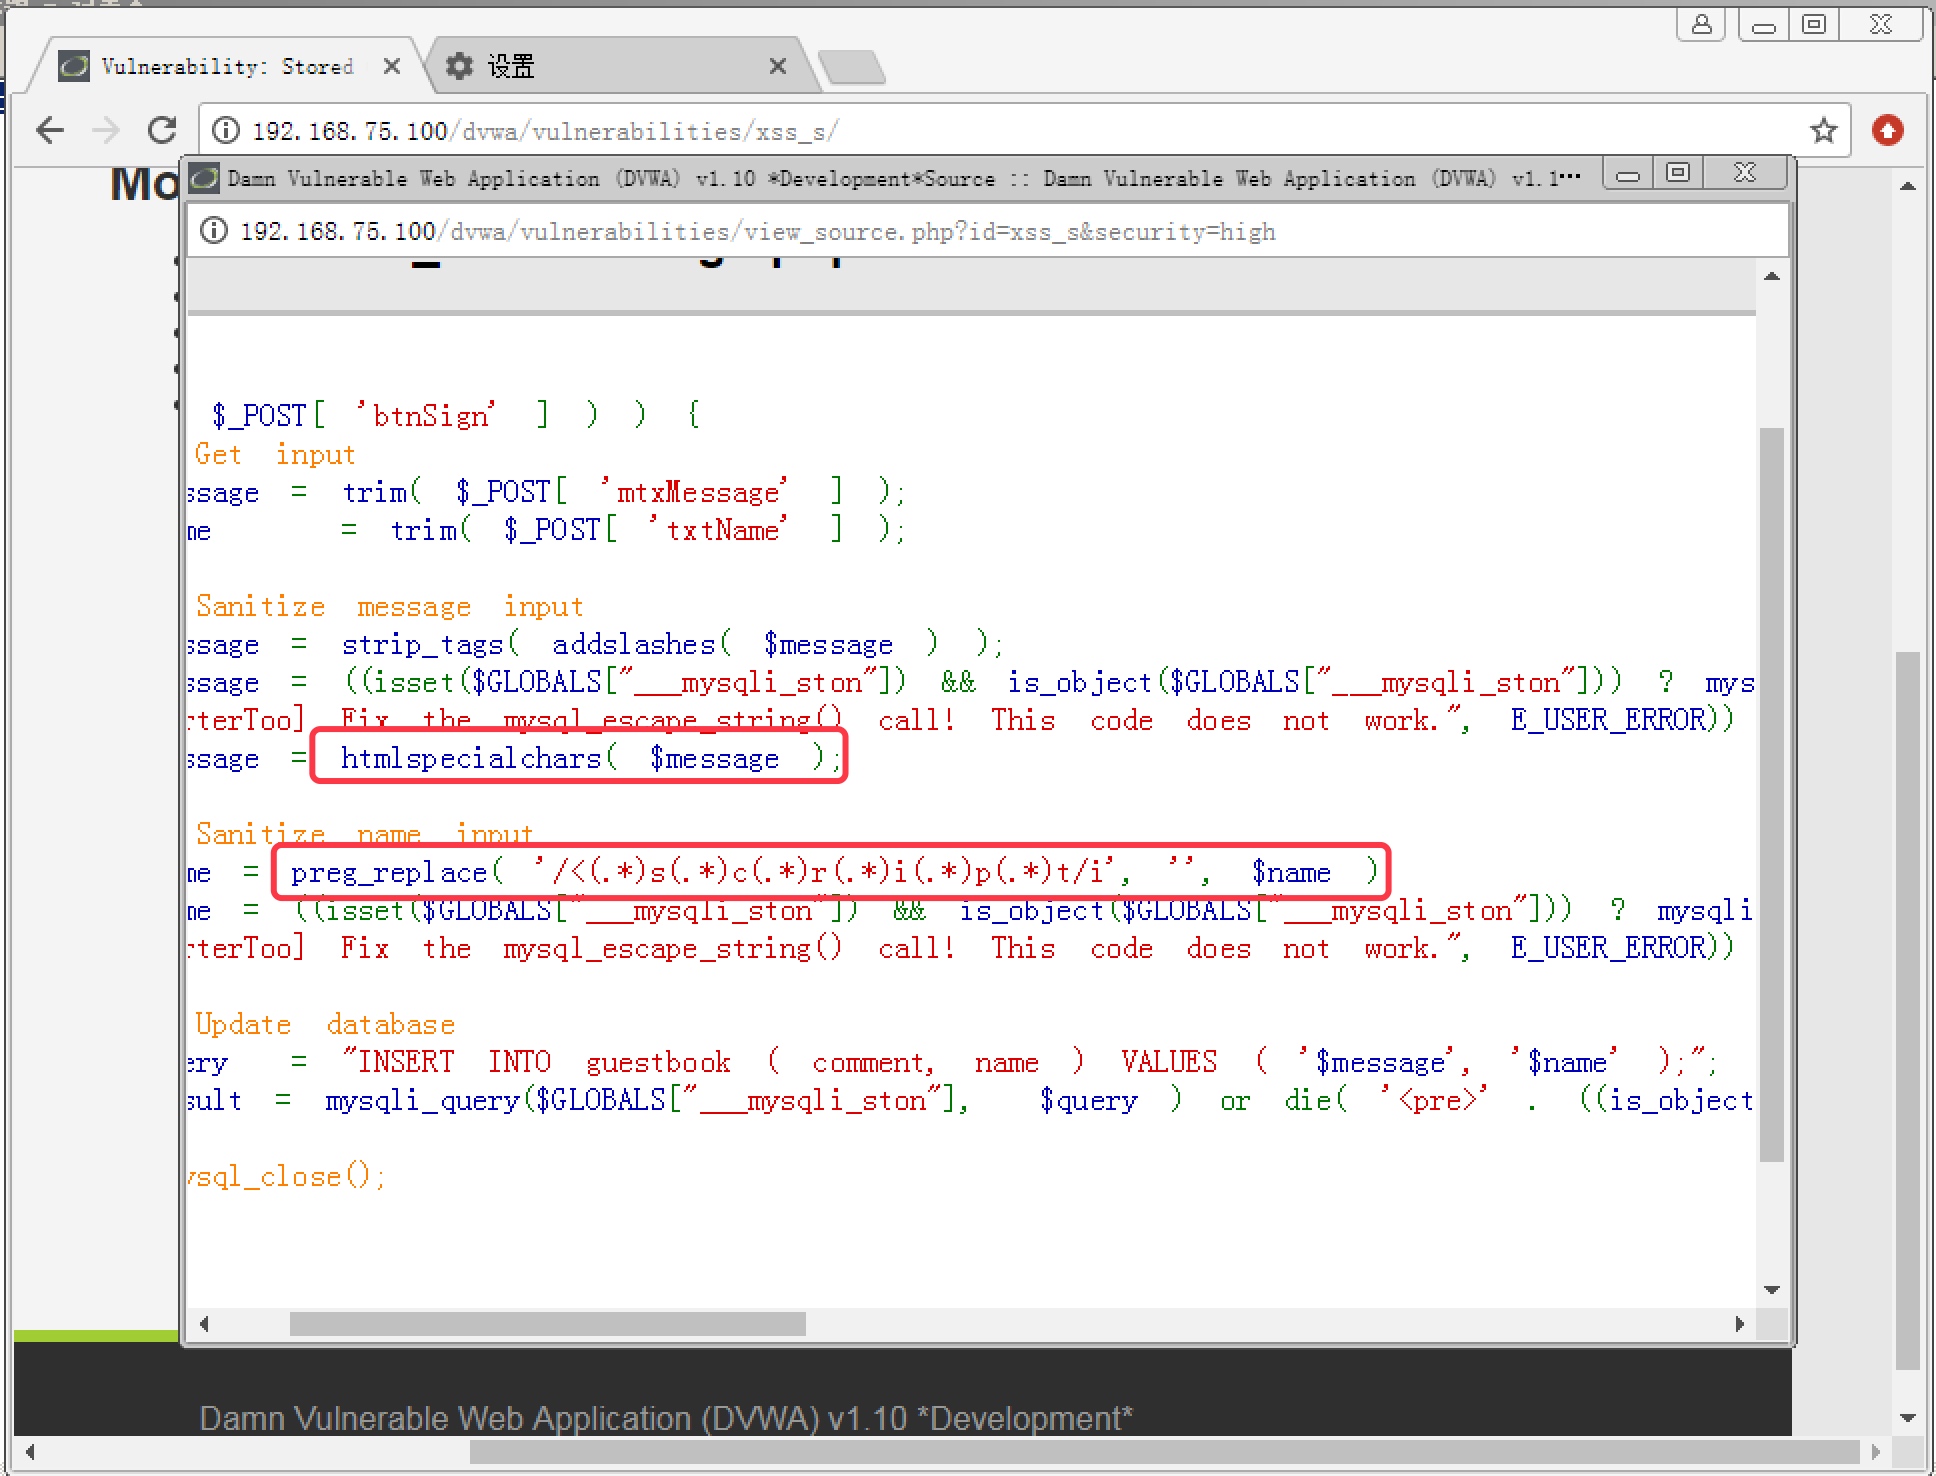 Vulnerability: Stored
设置
192.168.75.100/dvwa/vulnerabilities/xss_s/
Mo
Damn Vulnerable Web Application (DVWA) v1.10 *Development*Source :: Damn Vulnerable Web Application (DVWA) v1.1···
192.168.75.100/dvwa/vulnerabilities/view_source.php?id=xss_s&security=high
$_POST[ 'btnSign' ] ) ) {
Get input
ssage = trim( $_POST[ 'mtxMessage' ] );
me = trim( $_POST[ 'txtName' ] );
Sanitize message input
ssage = strip_tags( addslashes( $message ) );
ssage = ((isset($GLOBALS["___mysqli_ston"]) && is_object($GLOBALS["___mysqli_ston"])) ? mys
rterToo] Fix the mysql_escape_string() call! This code does not work.", E_USER_ERROR))
ssage = htmlspecialchars( $message );
Sanitize name input
me = preg_replace( '/<(.*)s(.*)c(.*)r(.*)i(.*)p(.*)t/i', '', $name )
me = ((isset($GLOBALS["___mysqli_ston"]) && is_object($GLOBALS["___mysqli_ston"])) ? mysqli
rterToo] Fix the mysql_escape_string() call! This code does not work.", E_USER_ERROR))
Update database
ery = "INSERT INTO guestbook ( comment, name ) VALUES ( '$message', '$name' );";
sult = mysqli_query($GLOBALS["___mysqli_ston"], $query ) or die( '<pre>' . ((is_object
ysql_close();
Damn Vulnerable Web Application (DVWA) v1.10 *Development*